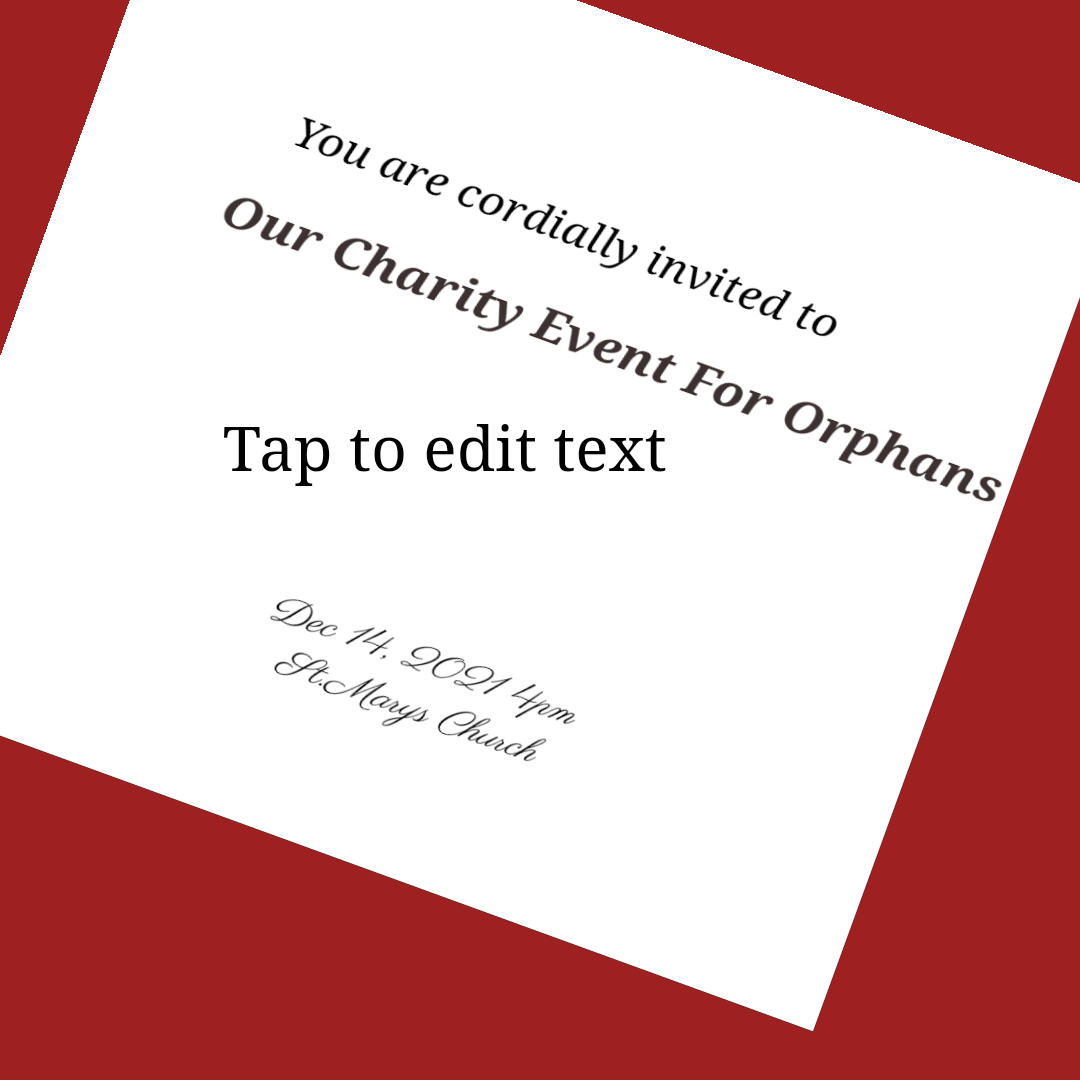 You are cordially invited to
Our Charity Event For Orphans
Tap to edit text
Dec 14, 2021 4pm
St.Marys Church